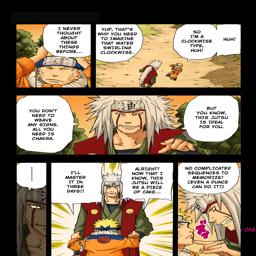 I NEVER
THOUGHT
ABOUT
THESE
THINGS
BEFORE...
YUP. THAT'S
WHY YOU NEED
TO IMAGINE
THAT WATER
SWIRLING
CLOCKWISE.
SO
I'M A
CLOCKWISE
TYPE,
HUH!
HUH!
YOU DON'T
NEED TO
WEAVE
ANY SIGNS.
ALL YOU
NEED IS
CHAKRA.
BUT YOU
KNOW,
THIS JUTSU
IS IDEAL
FOR YOU.
I'LL
MASTER
IT IN
THREE
DAYS!!
ALRIGHT!
NOW THAT I
KNOW, THIS
JUTSU WILL
BE A PIECE
OF CAKE...
NO COMPLICATED
SEQUENCES TO
MEMORIZE!
(EVEN A DUNCE
CAN DO IT!)